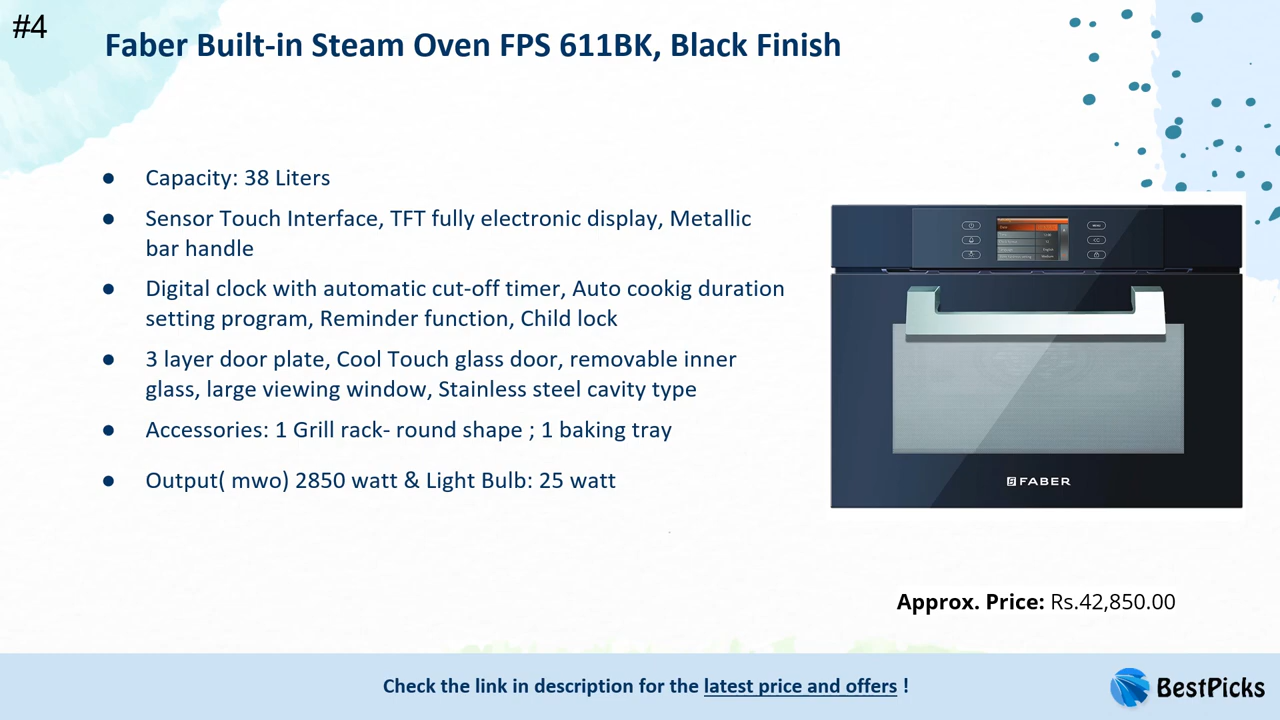 #4
Faber Built-in Steam Oven FPS 611BK, Black Finish
● Capacity: 38 Liters
● Sensor Touch Interface, TFT fully electronic display, Metallic
bar handle
● Digital clock with automatic cut-off timer, Auto cookig duration
setting program, Reminder function, Child lock
● 3 layer door plate, Cool Touch glass door, removable inner
glass, large viewing window, Stainless steel cavity type
● Accessories: 1 Grill rack- round shape ; 1 baking tray
● Output( mwo) 2850 watt & Light Bulb: 25 watt
FABER
Approx. Price: Rs.42,850.00
Check the link in description for the latest price and offers !
BestPicks